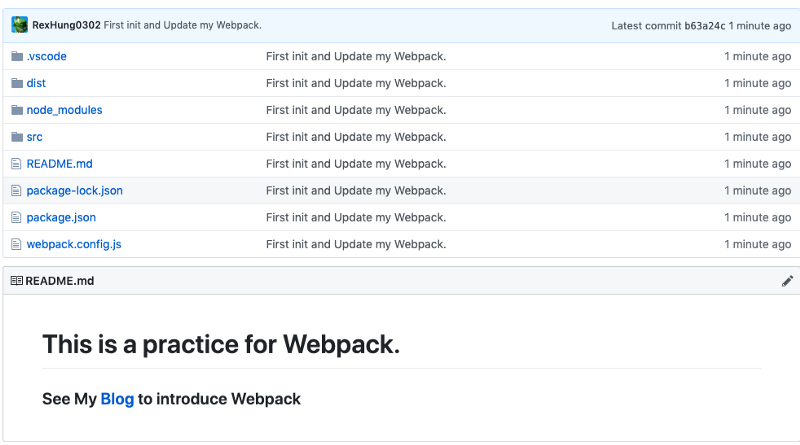 RexHung0302 First init and Update my Webpack. Latest commit b63a24c 1 minute ago
.vscode First init and Update my Webpack. 1 minute ago
dist First init and Update my Webpack. 1 minute ago
node_modules First init and Update my Webpack. 1 minute ago
src First init and Update my Webpack. 1 minute ago
README.md First init and Update my Webpack. 1 minute ago
package-lock.json First init and Update my Webpack. 1 minute ago
package.json First init and Update my Webpack. 1 minute ago
webpack.config.js First init and Update my Webpack. 1 minute ago
README.md
This is a practice for Webpack.
See My Blog to introduce Webpack